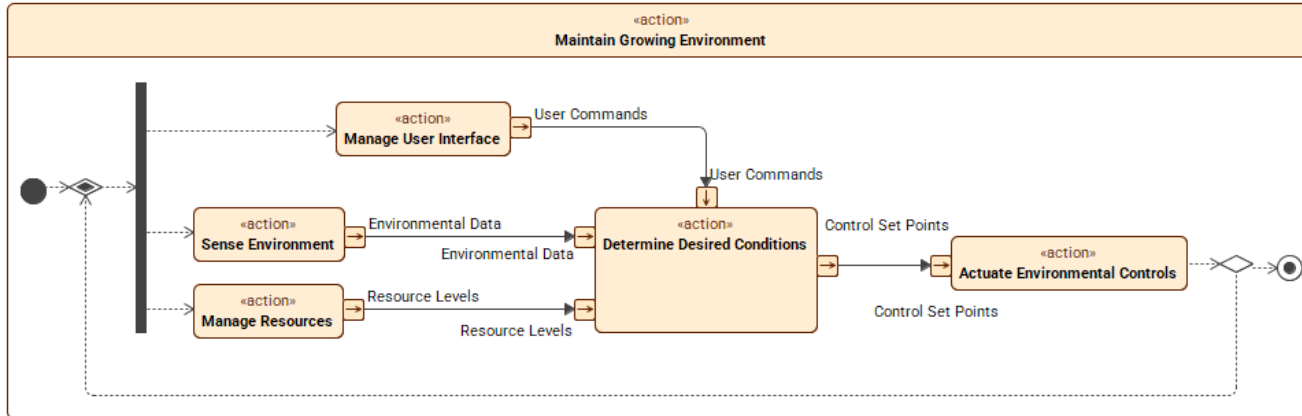 «action»
Maintain Growing Environment
«action»
Manage User Interface
User Commands
User Commands
«action»
Sense Environment
Environmental Data
Environmental Data
«action»
Determine Desired Conditions
Control Set Points
«action»
Actuate Environmental Controls
Control Set Points
«action»
Manage Resources
Resource Levels
Resource Levels